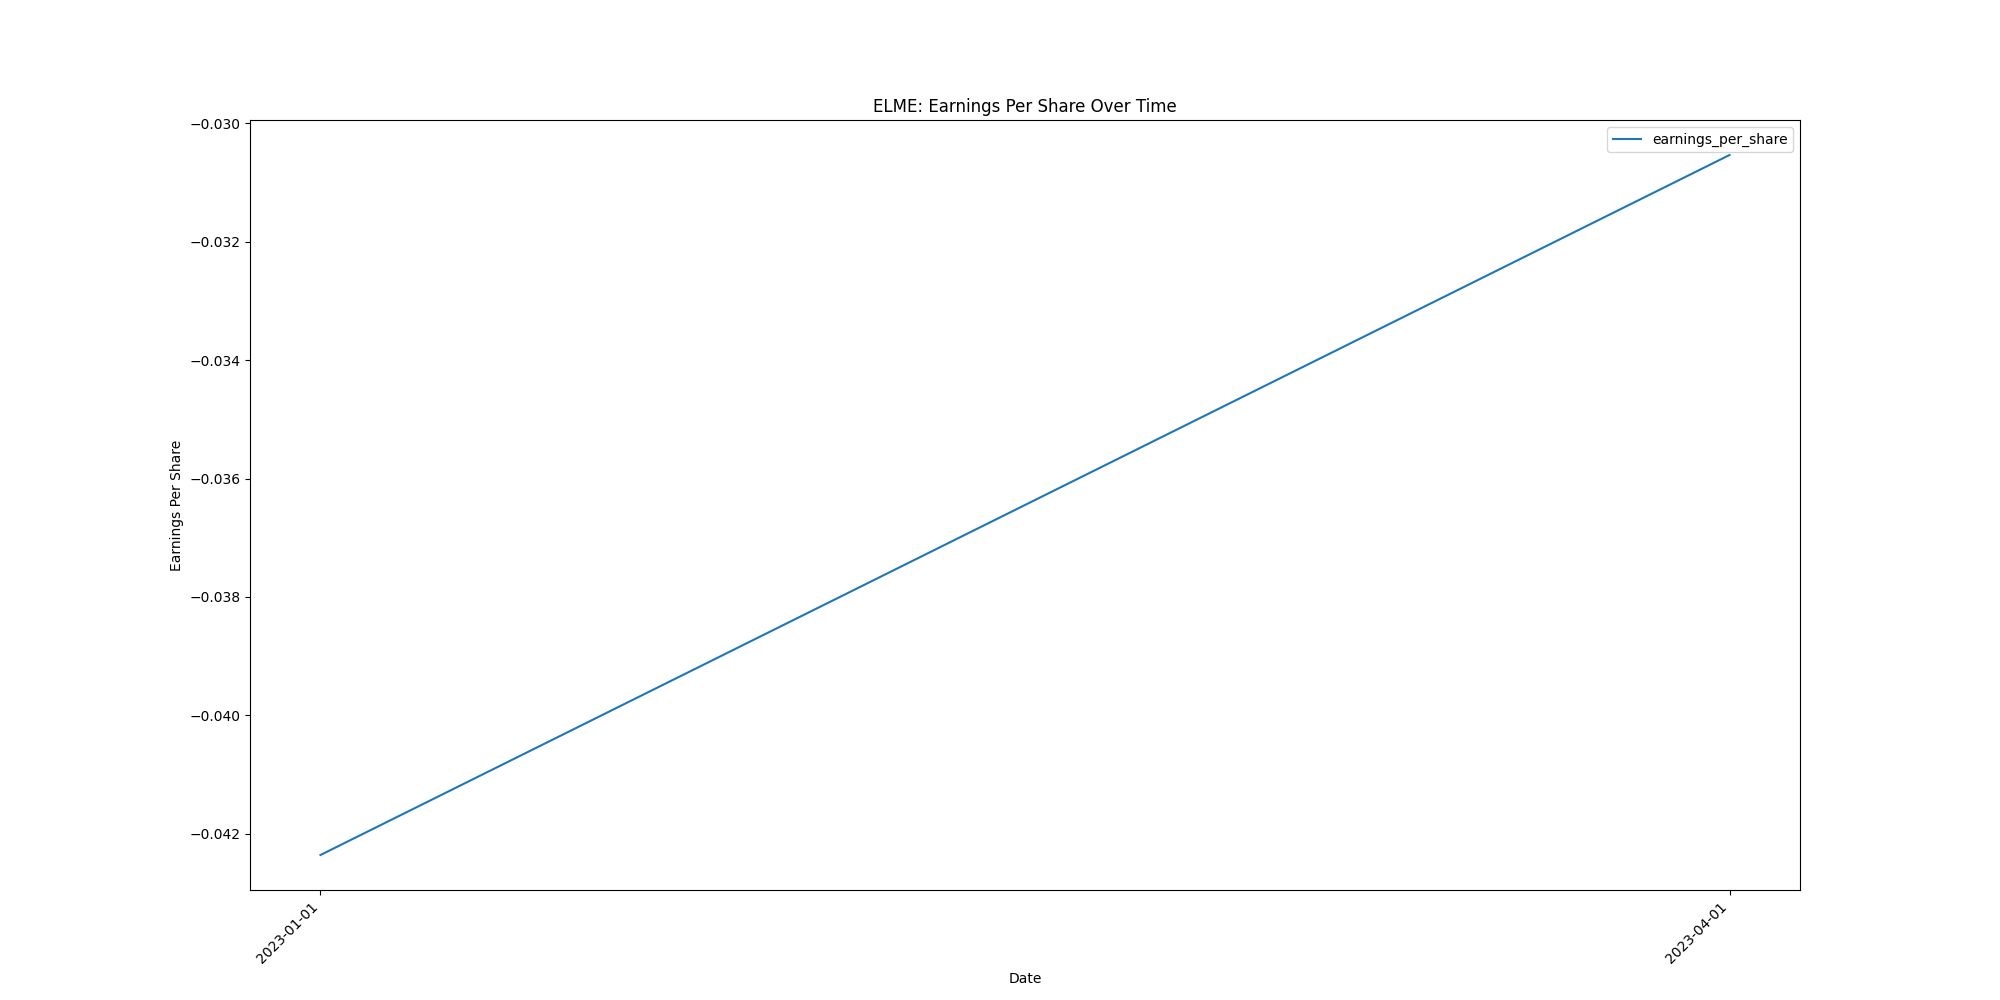 ELME: Earnings Per Share Over Time
earnings_per_share
−0.030
−0.032
−0.034
−0.036
−0.038
−0.040
−0.042
Earnings Per Share
2023-01-01
2023-04-01
Date